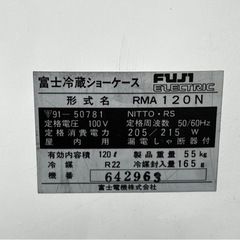 富士冷蔵ショーケース FUJI ELECTRIC
形式名 RMA120N
〒91-50781 NITTO・RS
定格電圧 100V 定格周波数 50/60Hz
定格消費電力 205/215W
屋内用 漏電しゃ断器付
有効内容積 120ℓ 製品重量 55kg
冷媒 R22 冷媒封入量 165g
642963
富士電機株式会社